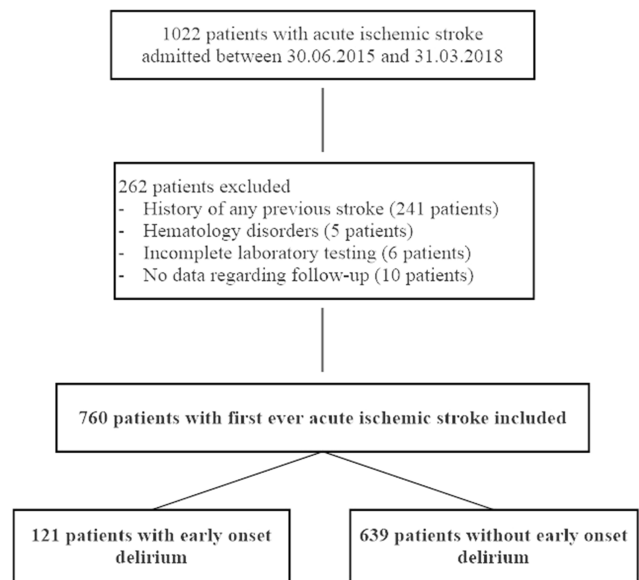 1022 patients with acute ischemic stroke
admitted between 30.06.2015 and 31.03.2018
262 patients excluded
- History of any previous stroke (241 patients)
- Hematology disorders (5 patients)
- Incomplete laboratory testing (6 patients)
- No data regarding follow-up (10 patients)
760 patients with first ever acute ischemic stroke included
121 patients with early onset
delirium
639 patients without early onset
delirium